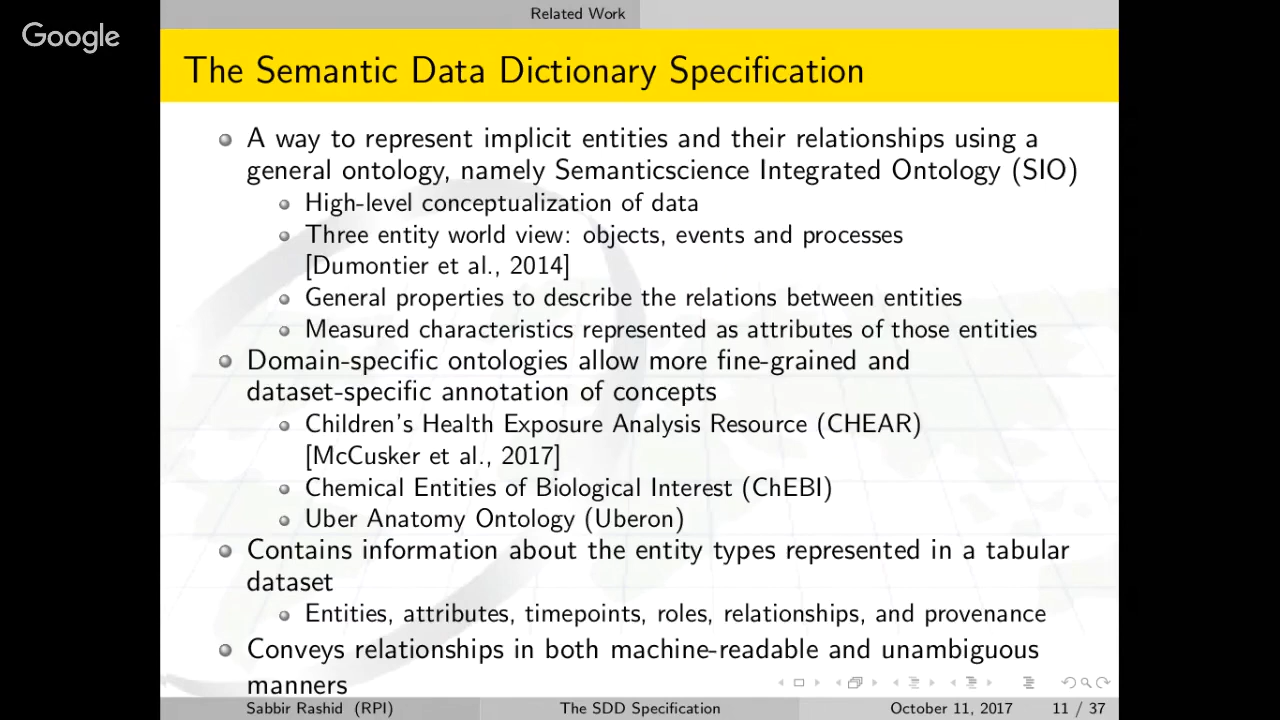 Related Work
Google
The Semantic Data Dictionary Specification
A way to represent implicit entities and their relationships using a
general ontology, namely Semanticscience Integrated Ontology (SIO)
High-level conceptualization of data
Three entity world view: objects, events and processes
[Dumontier et al., 2014]
General properties to describe the relations between entities
Measured characteristics represented as attributes of those entities
Domain-specific ontologies allow more fine-grained and
dataset-specific annotation of concepts
Children's Health Exposure Analysis Resource (CHEAR)
[McCusker et al., 2017]
Chemical Entities of Biological Interest (ChEBI)
Uber Anatomy Ontology (Uberon)
Contains information about the entity types represented in a tabular
dataset
Entities, attributes, timepoints, roles, relationships, and provenance
Conveys relationships in both machine-readable and unambiguous
manners
Sabbir Rashid (RPI) The SDD Specification October 11, 2017 11 / 37